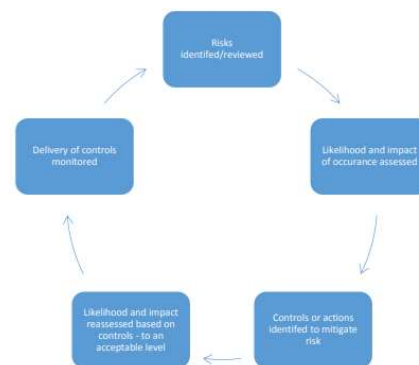 Risks
identifed/reviewed
Likelihood and impact
of occurance assessed
Controls or actions
identifed to mitigate
risk
Likelihood and impact
reassessed based on
controls - to an
acceptable level
Delivery of controls
monitored